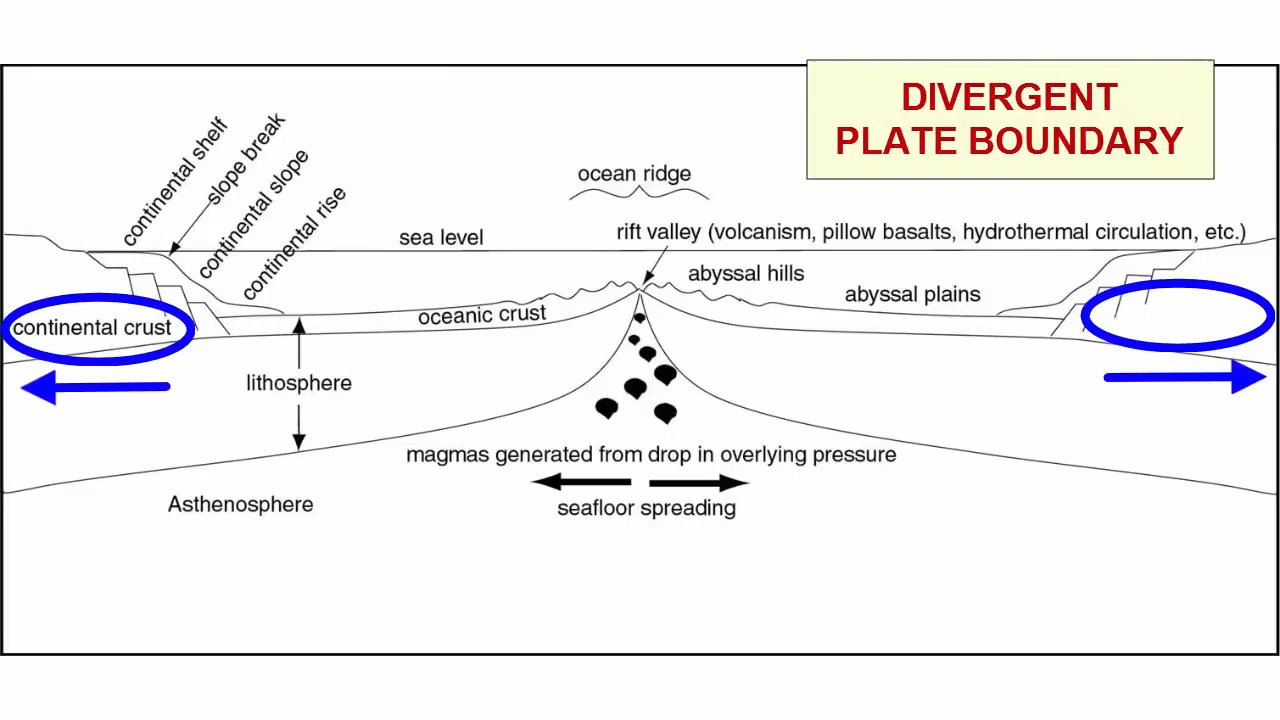 DIVERGENT
PLATE BOUNDARY
continental shelf
slope break
continental slope
continental rise
ocean ridge
sea level
rift valley (volcanism, pillow basalts, hydrothermal circulation, etc.)
abyssal hills
abyssal plains
oceanic crust
continental crust
lithosphere
magmas generated from drop in overlying pressure
Asthenosphere
seafloor spreading